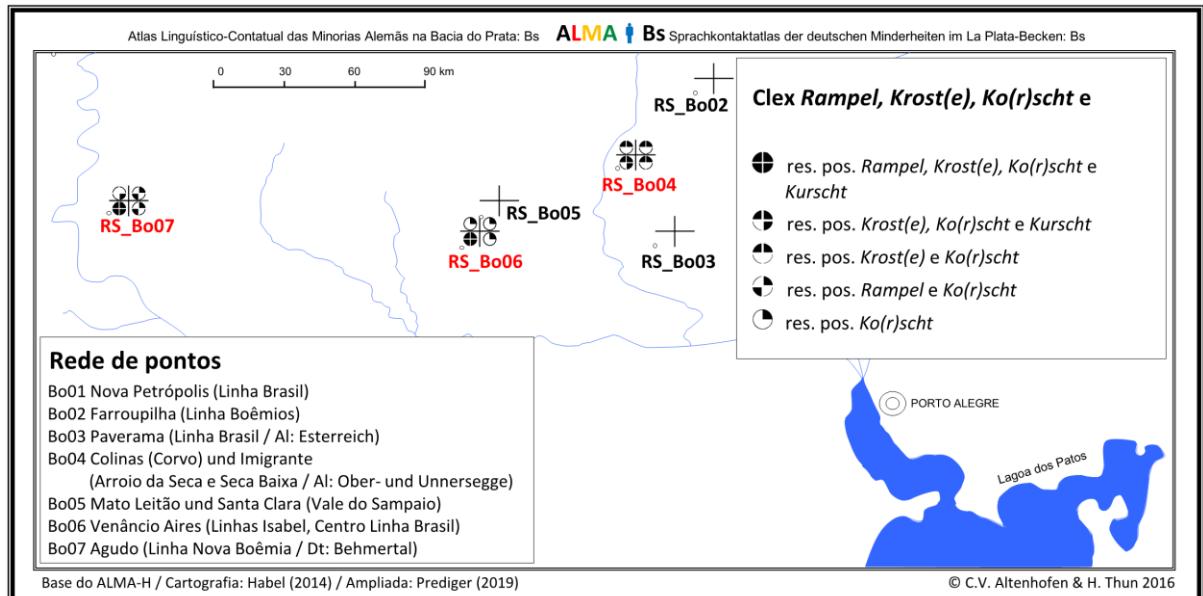 Atlas Linguístico-Contatual das Minorias Alemãs na Bacia do Prata: Bs ALMA Bs Sprachkontaktatlas der deutschen Minderheiten im La Plata-Becken: Bs
0 30 60 90 km
RS_Bo02
RS_Bo04
RS_Bo07
RS_Bo05
RS_Bo06
RS_Bo03
Clex Rampel, Krost(e), Ko(r)scht e
res. pos. Rampel, Krost(e), Ko(r)scht e
Kurscht
res. pos. Krost(e), Ko(r)scht e Kurscht
res. pos. Krost(e) e Ko(r)scht
res. pos. Rampel e Ko(r)scht
res. pos. Ko(r)scht
Rede de pontos
Bo01 Nova Petrópolis (Linha Brasil)
Bo02 Farroupilha (Linha Boêmios)
Bo03 Paverama (Linha Brasil / Al: Esterreich)
Bo04 Colinas (Corvo) und Imigrante
(Arroio da Seca e Seca Baixa / Al: Ober- und Unnersegge)
Bo05 Mato Leitão und Santa Clara (Vale do Sampaio)
Bo06 Venâncio Aires (Linhas Isabel, Centro Linha Brasil)
Bo07 Agudo (Linha Nova Boêmia / Dt: Behmertal)
PORTO ALEGRE
Lagoa dos Patos
Base do ALMA-H / Cartografia: Habel (2014) / Ampliada: Prediger (2019)
© C.V. Altenhofen & H. Thun 2016